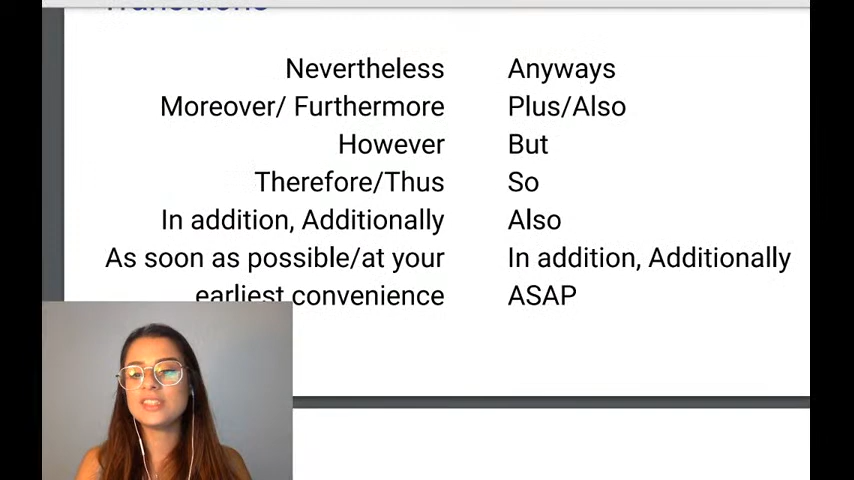 Transitions
Nevertheless Anyways
Moreover/ Furthermore Plus/Also
However But
Therefore/Thus So
In addition, Additionally Also
As soon as possible/at your In addition, Additionally
earliest convenience ASAP